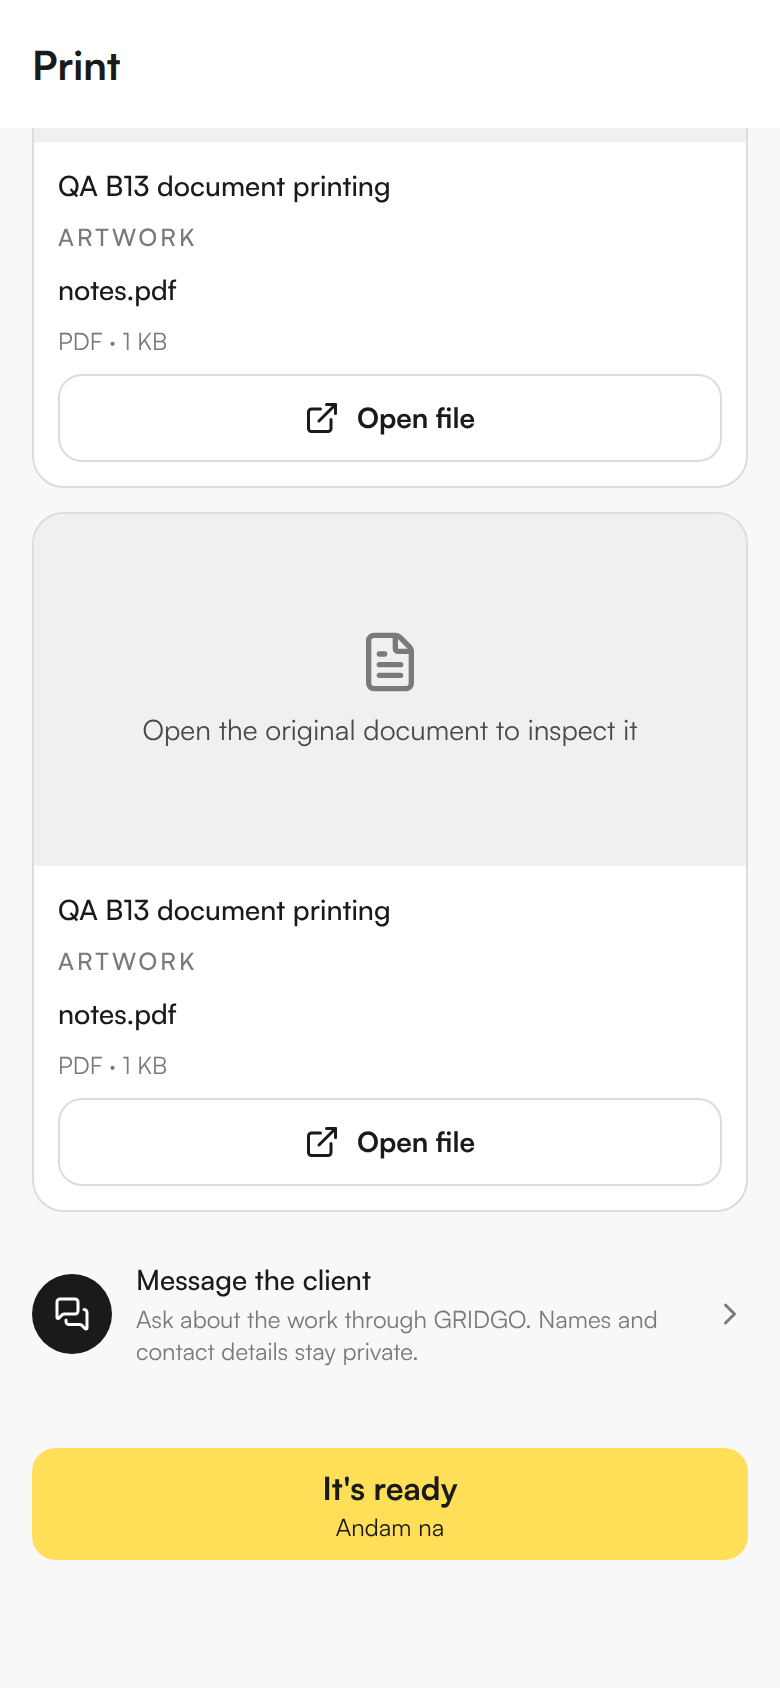 Print
QA B13 document printing
ARTWORK
notes.pdf
PDF · 1 KB
Open file
Open the original document to inspect it
QA B13 document printing
ARTWORK
notes.pdf
PDF · 1 KB
Open file
Message the client
Ask about the work through GRIDGO. Names and
contact details stay private.
It's ready
Andam na